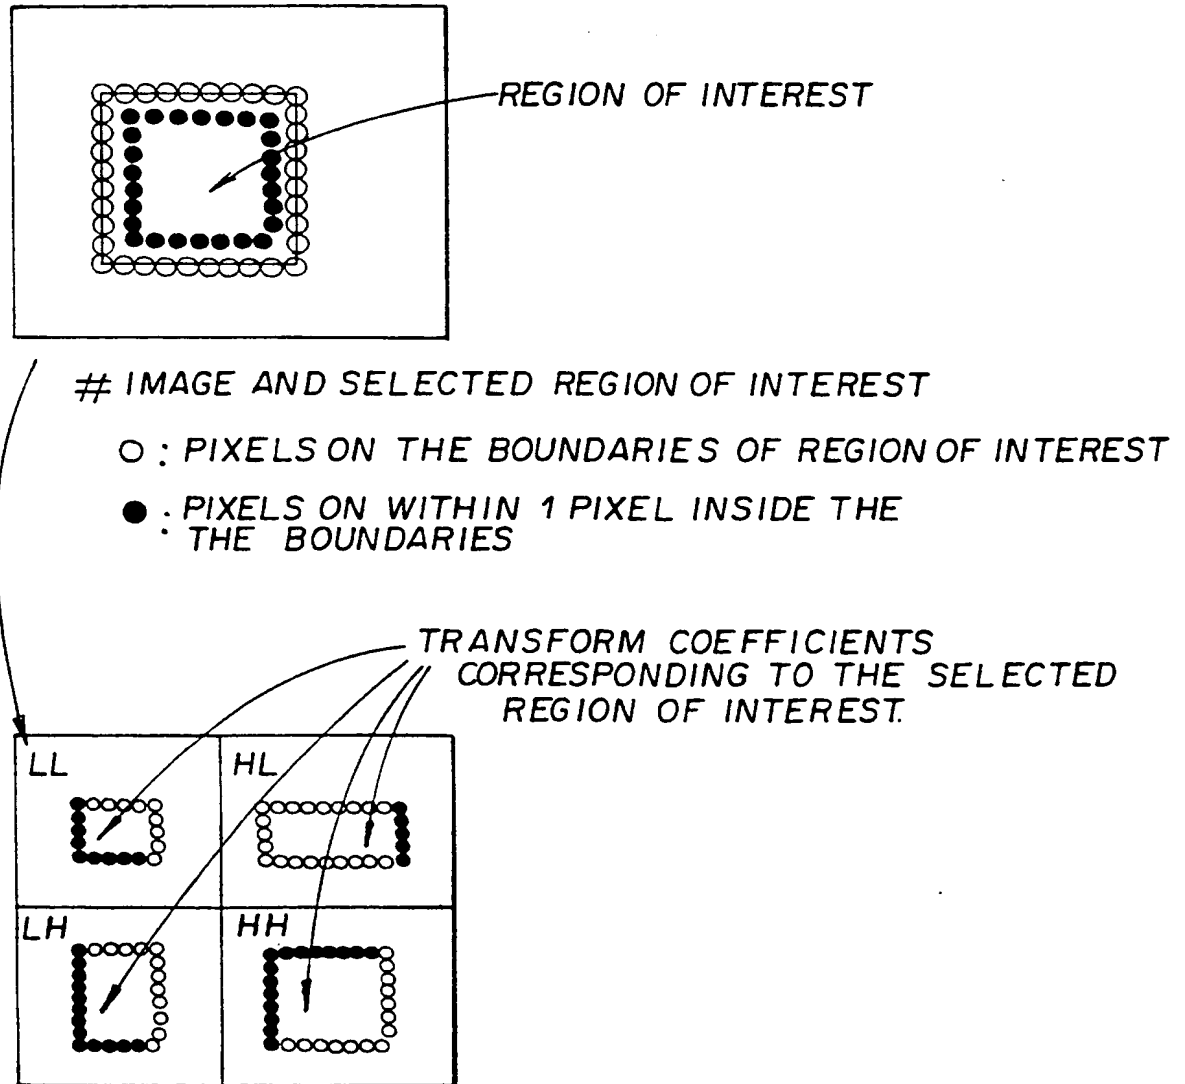 REGION OF INTEREST
# IMAGE AND SELECTED REGION OF INTEREST
○ : PIXELS ON THE BOUNDARIES OF REGION OF INTEREST
● : PIXELS ON WITHIN 1 PIXEL INSIDE THE
THE BOUNDARIES
TRANSFORM COEFFICIENTS
CORRESPONDING TO THE SELECTED
REGION OF INTEREST.
LL
HL
LH
HH